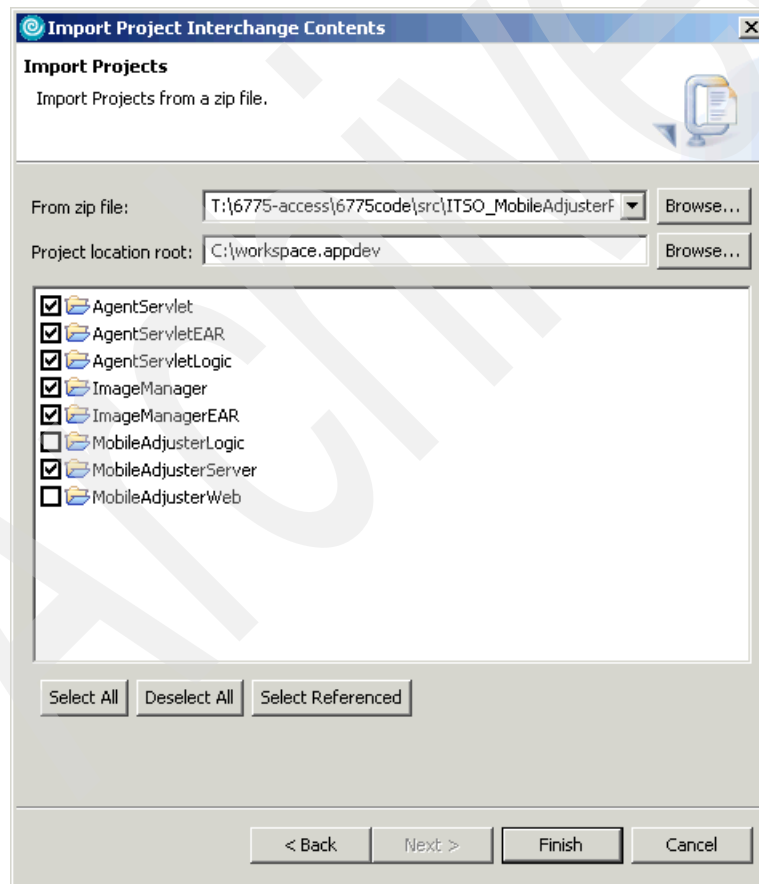 Import Project Interchange Contents
Import Projects
Import Projects from a zip file.
From zip file: T:\6775-access\6775code\src\ITSO_MobileAdjusterF Browse...
Project location root: C:\workspace.appdev Browse...
AgentServlet
AgentServletEAR
AgentServletLogic
ImageManager
ImageManagerEAR
MobileAdjusterLogic
MobileAdjusterServer
MobileAdjusterWeb
Select All Deselect All Select Referenced
< Back Next > Finish Cancel